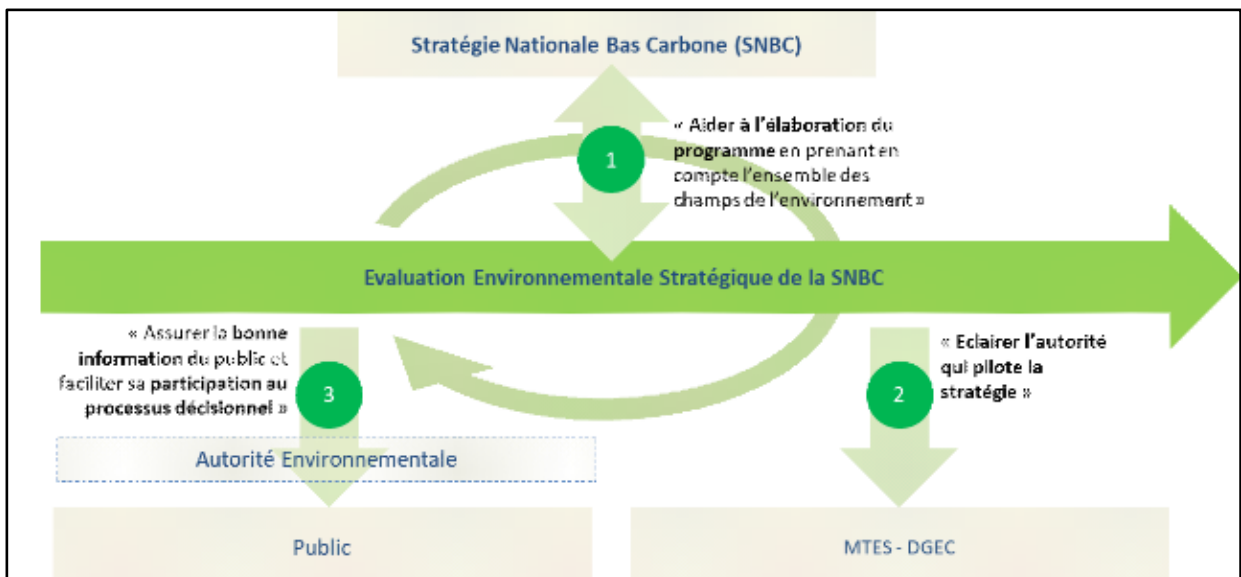 Stratégie Nationale Bas Carbone (SNBC)
1
« Aider à l'élaboration du
programme en prenant en
compte l'ensemble des
champs de l'environnement »
Evaluation Environnementale Stratégique de la SNBC
« Assurer la bonne
information du public et
faciliter sa participation au
processus décisionnel »
3
2
« Eclairer l'autorité
qui pilote la
stratégie »
Autorité Environnementale
Public
MTES - DGEC